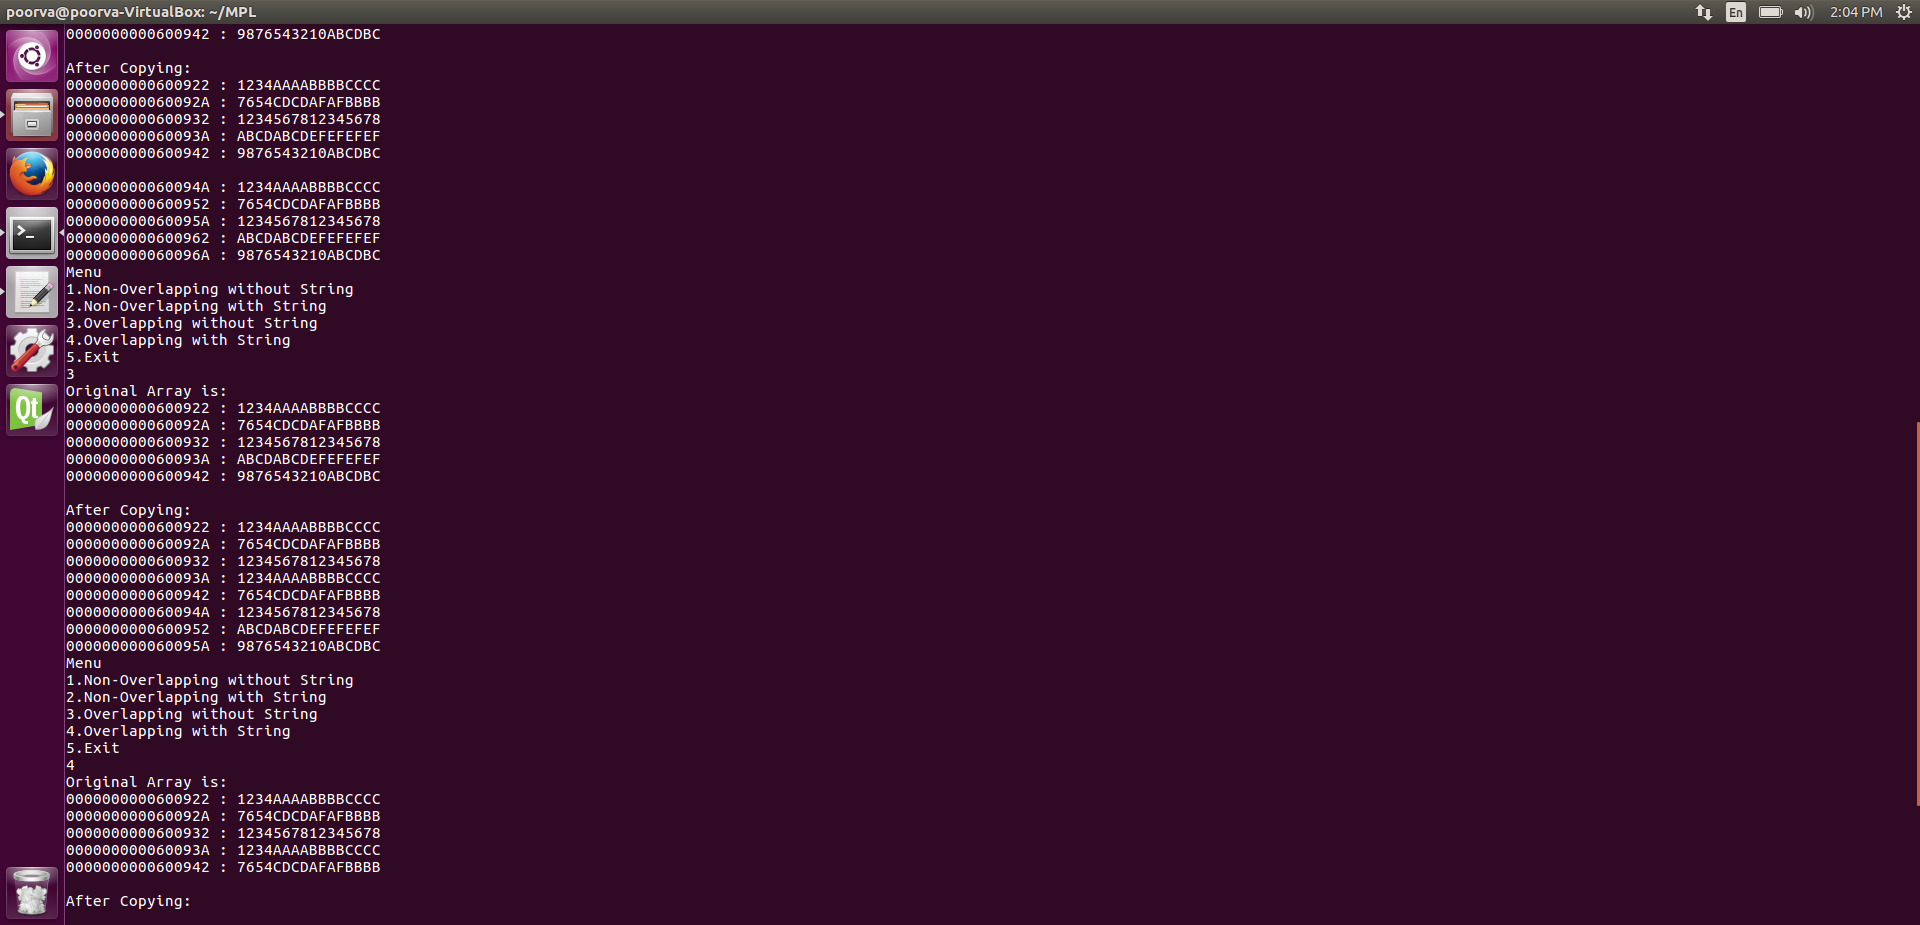 poorva@poorva-VirtualBox: ~/MPL En 2:04 PM
0000000000600942 : 9876543210ABCDBC
After Copying:
0000000000600922 : 1234AAAABBBBCCCC
000000000060092A : 7654CDCDAFAFBBBB
0000000000600932 : 1234567812345678
000000000060093A : ABCDABCDEFEFEFEF
0000000000600942 : 9876543210ABCDBC
000000000060094A : 1234AAAABBBBCCCC
0000000000600952 : 7654CDCDAFAFBBBB
000000000060095A : 1234567812345678
0000000000600962 : ABCDABCDEFEFEFEF
000000000060096A : 9876543210ABCDBC
Menu
1.Non-Overlapping without String
2.Non-Overlapping with String
3.Overlapping without String
4.Overlapping with String
5.Exit
3
Original Array is:
0000000000600922 : 1234AAAABBBBCCCC
000000000060092A : 7654CDCDAFAFBBBB
0000000000600932 : 1234567812345678
000000000060093A : ABCDABCDEFEFEFEF
0000000000600942 : 9876543210ABCDBC
After Copying:
0000000000600922 : 1234AAAABBBBCCCC
000000000060092A : 7654CDCDAFAFBBBB
0000000000600932 : 1234567812345678
000000000060093A : 1234AAAABBBBCCCC
0000000000600942 : 7654CDCDAFAFBBBB
000000000060094A : 1234567812345678
0000000000600952 : ABCDABCDEFEFEFEF
000000000060095A : 9876543210ABCDBC
Menu
1.Non-Overlapping without String
2.Non-Overlapping with String
3.Overlapping without String
4.Overlapping with String
5.Exit
4
Original Array is:
0000000000600922 : 1234AAAABBBBCCCC
000000000060092A : 7654CDCDAFAFBBBB
0000000000600932 : 1234567812345678
000000000060093A : 1234AAAABBBBCCCC
0000000000600942 : 7654CDCDAFAFBBBB
After Copying:
Qt